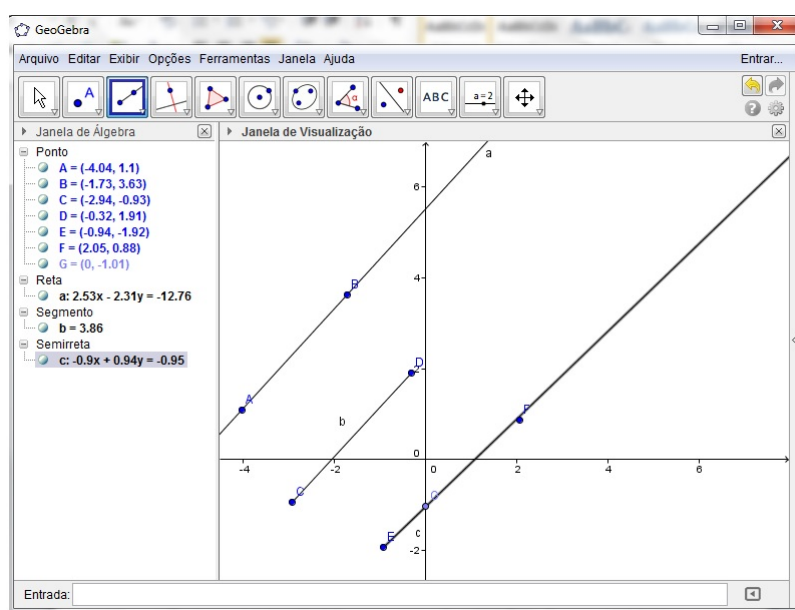 GeoGebra
Arquivo Editar Exibir Opções Ferramentas Janela Ajuda Entrar...
A α ABC a=2
Janela de Álgebra
Ponto
A = (-4.04, 1.1)
B = (-1.73, 3.63)
C = (-2.94, -0.93)
D = (-0.32, 1.91)
E = (-0.94, -1.92)
F = (2.05, 0.88)
G = (0, -1.01)
Reta
a: 2.53x - 2.31y = -12.76
Segmento
b = 3.86
Semirreta
c: -0.9x + 0.94y = -0.95
Janela de Visualização
a
6
B
4
D
2
A
F
b
0
-4 -2 0 2 4 6
C
G
E
c
-2
Entrada: